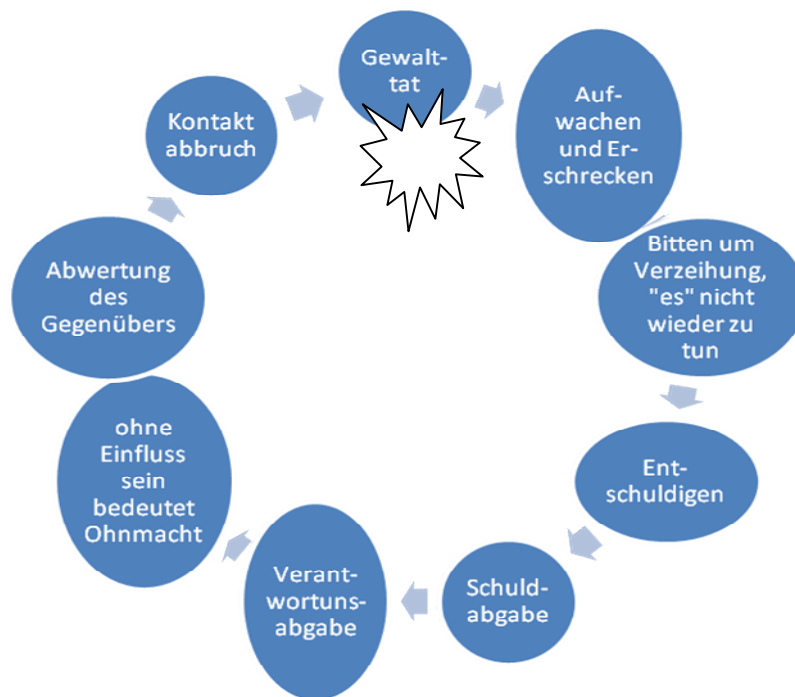 Gewalt-
tat
Auf-
wachen
und Er-
schrecken
Bitten um
Verzeihung,
"es" nicht
wieder zu
tun
Ent-
schuldigen
Schuld-
abgabe
Verant-
wortuns-
abgabe
ohne
Einfluss
sein
bedeutet
Ohnmacht
Abwertung
des
Gegenübers
Kontakt
abbruch